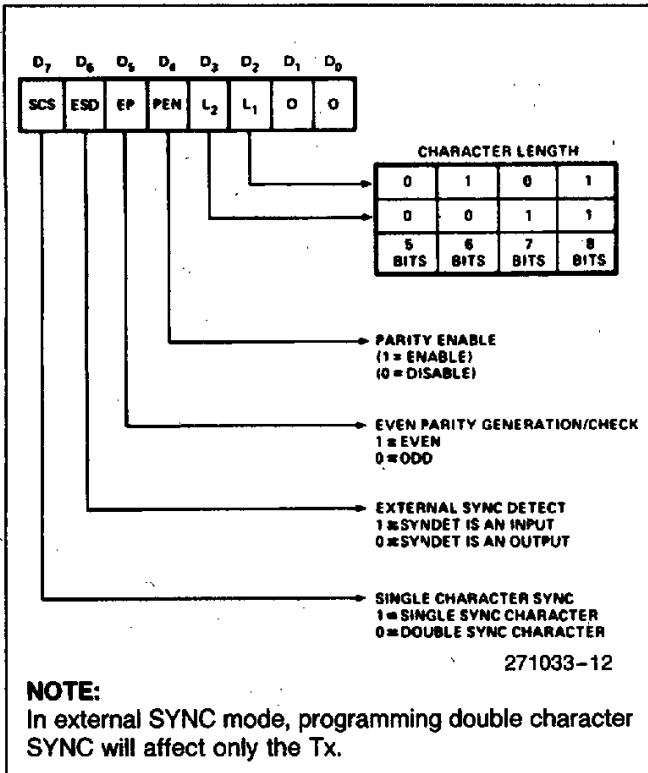 D7 D6 D5 D4 D3 D2 D1 D0
SCS ESD EP PEN L2 L1 0 0
CHARACTER LENGTH
0 1 0 1
0 0 1 1
5 BITS 6 BITS 7 BITS 8 BITS
PARITY ENABLE
(1 = ENABLE)
(0 = DISABLE)
EVEN PARITY GENERATION/CHECK
1 = EVEN
0 = ODD
EXTERNAL SYNC DETECT
1 = SYNDET IS AN INPUT
0 = SYNDET IS AN OUTPUT
SINGLE CHARACTER SYNC
1 = SINGLE SYNC CHARACTER
0 = DOUBLE SYNC CHARACTER
271033-12
NOTE:
In external SYNC mode, programming double character
SYNC will affect only the Tx.